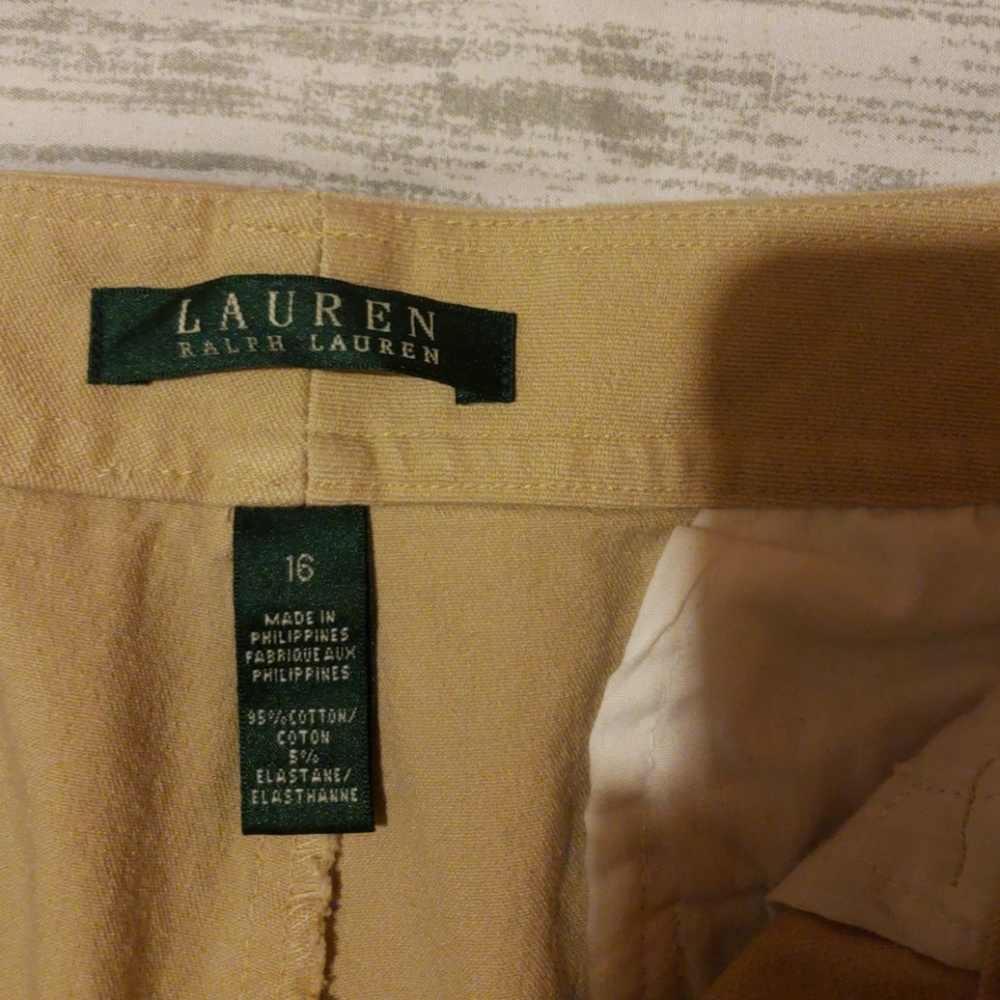 LAUREN
RALPH LAUREN
16
MADE IN
PHILIPPINES
FABRIQUE AUX
PHILIPPINES
95% COTTON/
COTON
5%
ELASTANE/
ELASTHANNE